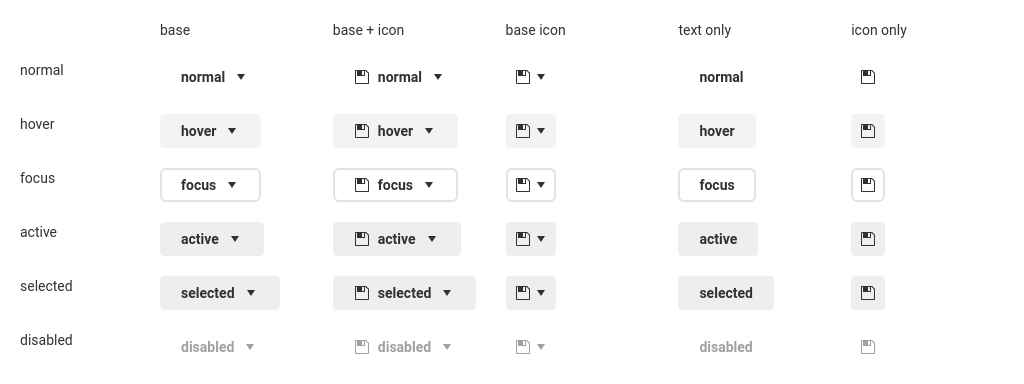 base base + icon base icon text only icon only
normal normal normal normal
hover hover hover hover
focus focus focus focus
active active active active
selected selected selected selected
disabled disabled disabled disabled